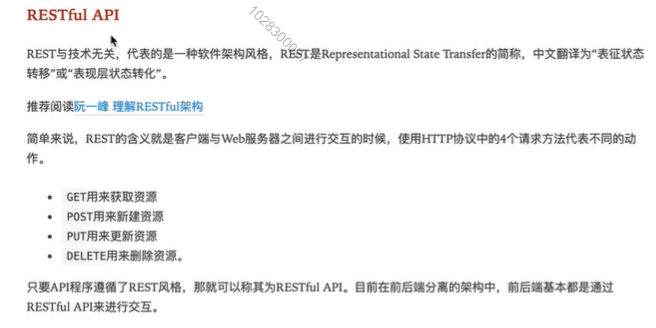 RESTful API
REST与技术无关，代表的是一种软件架构风格，REST是Representational State Transfer的简称，中文翻译为“表征状态
转移”或“表现层状态转化”。
推荐阅读阮一峰 理解RESTful架构
简单来说，REST的含义就是客户端与Web服务器之间进行交互的时候，使用HTTP协议中的4个请求方法代表不同的动
作。
• GET用来获取资源
• POST用来新建资源
• PUT用来更新资源
• DELETE用来删除资源。
只要API程序遵循了REST风格，那就可以称其为RESTful API。目前在前后端分离的架构中，前后端基本都是通过
RESTful API来进行交互。